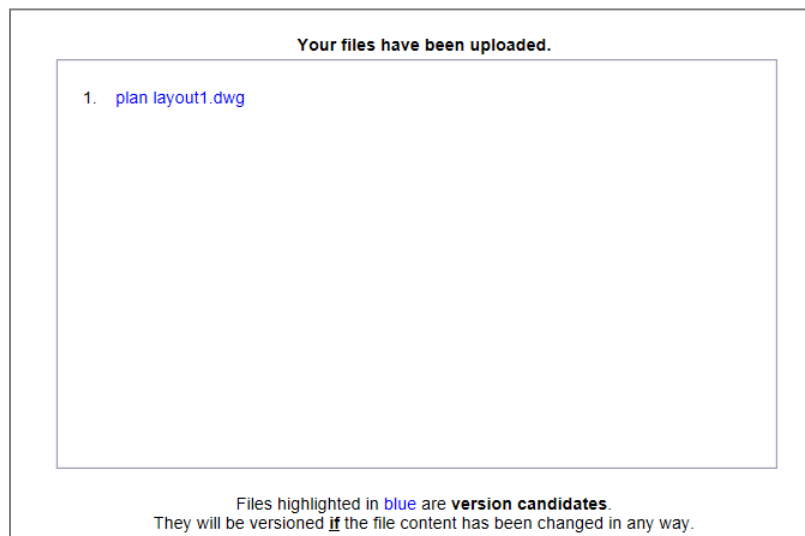 Your files have been uploaded.
1. plan layout1.dwg
Files highlighted in blue are version candidates.
They will be versioned if the file content has been changed in any way.